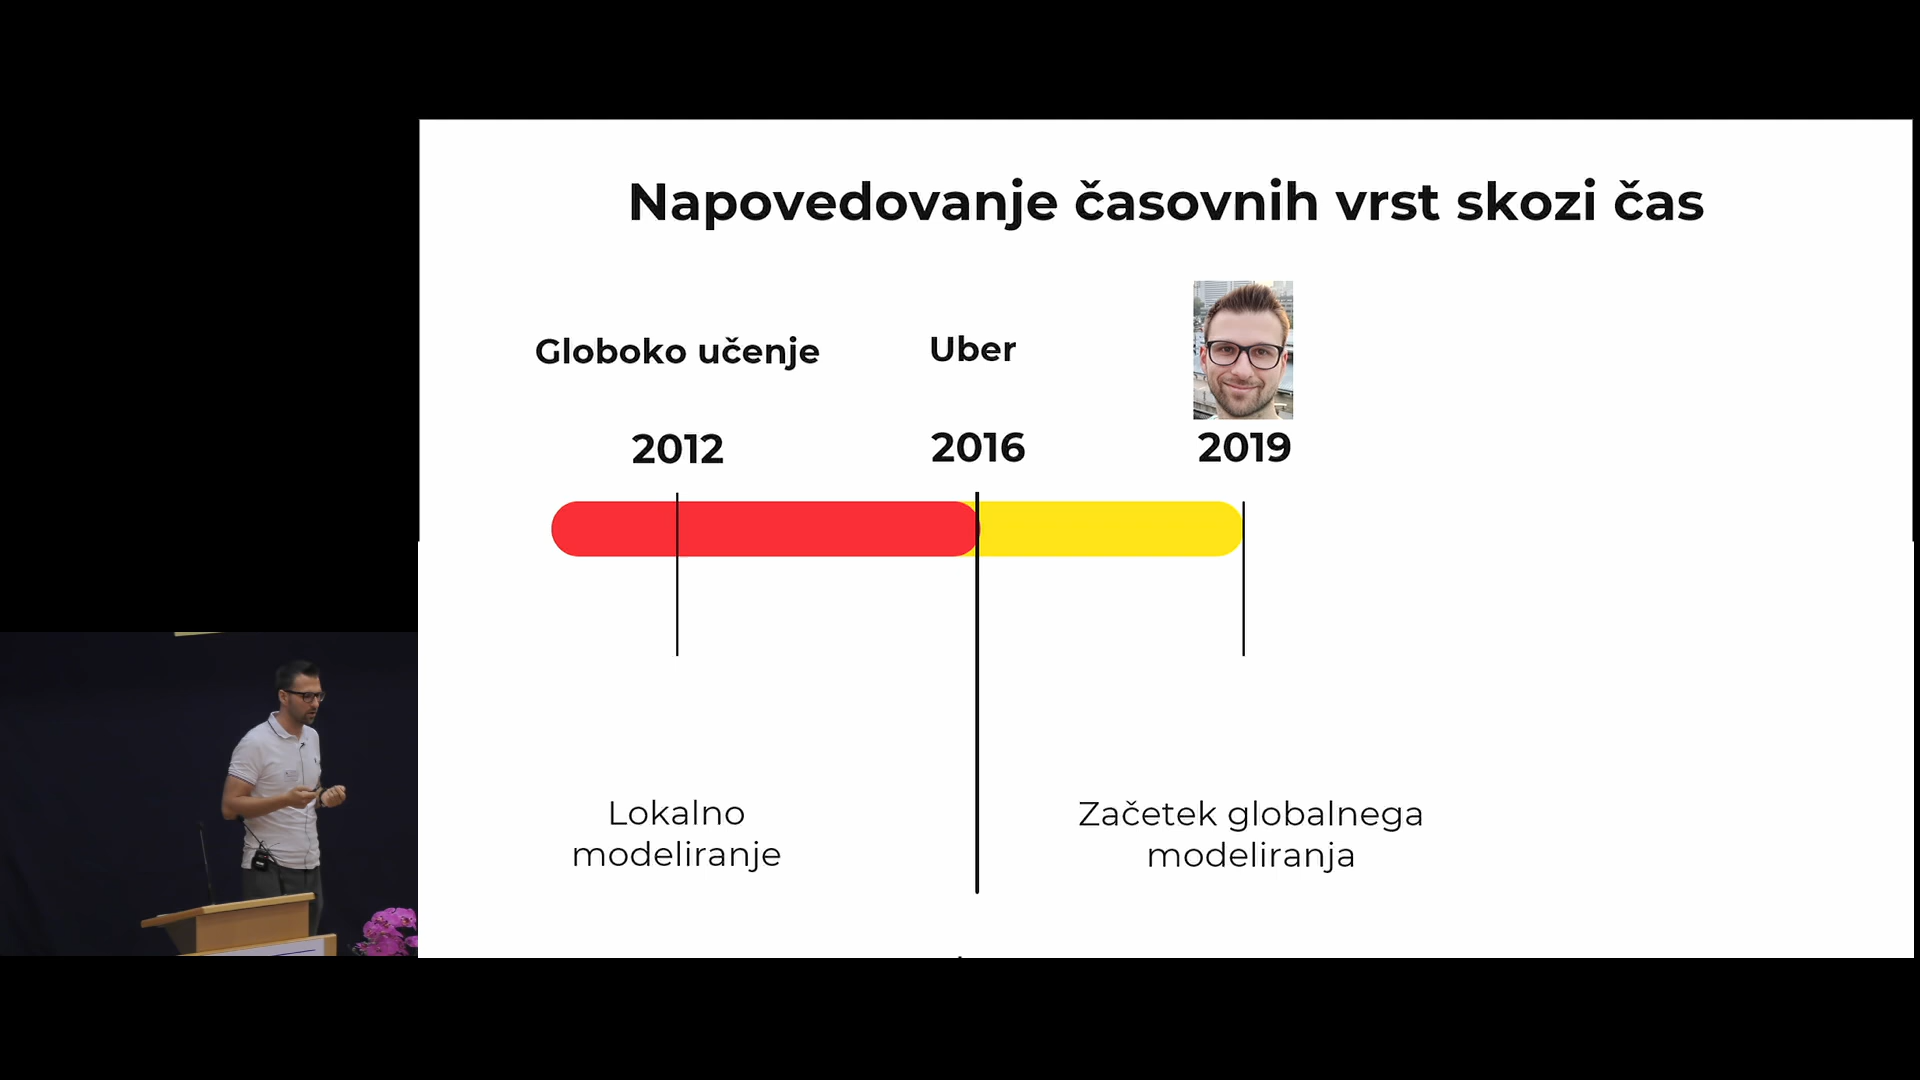 Napovedovanje časovnih vrst skozi čas
Globoko učenje
Uber
2012
2016
2019
Lokalno
modeliranje
Začetek globalnega
modeliranja